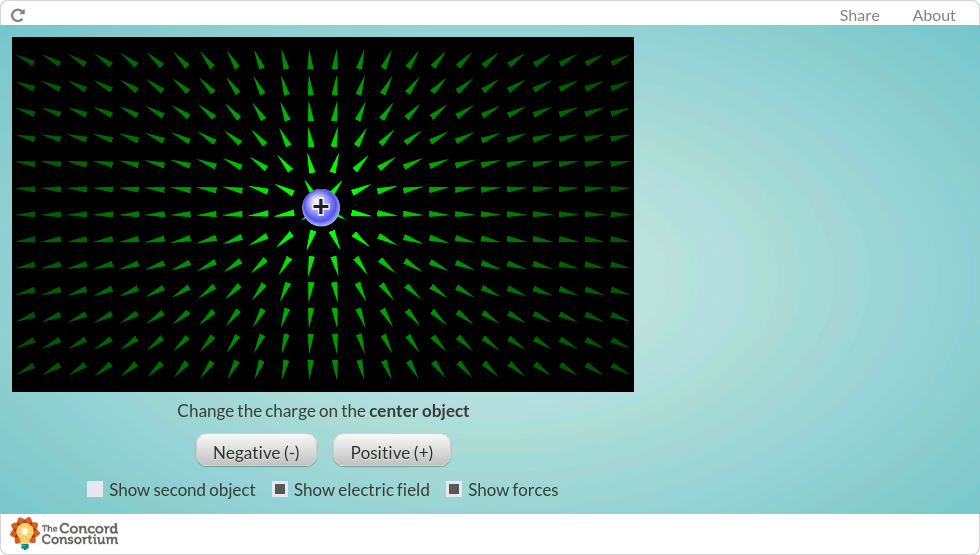 Share About
+
Change the charge on the center object
Negative (-) Positive (+)
Show second object Show electric field Show forces
The Concord
Consortium